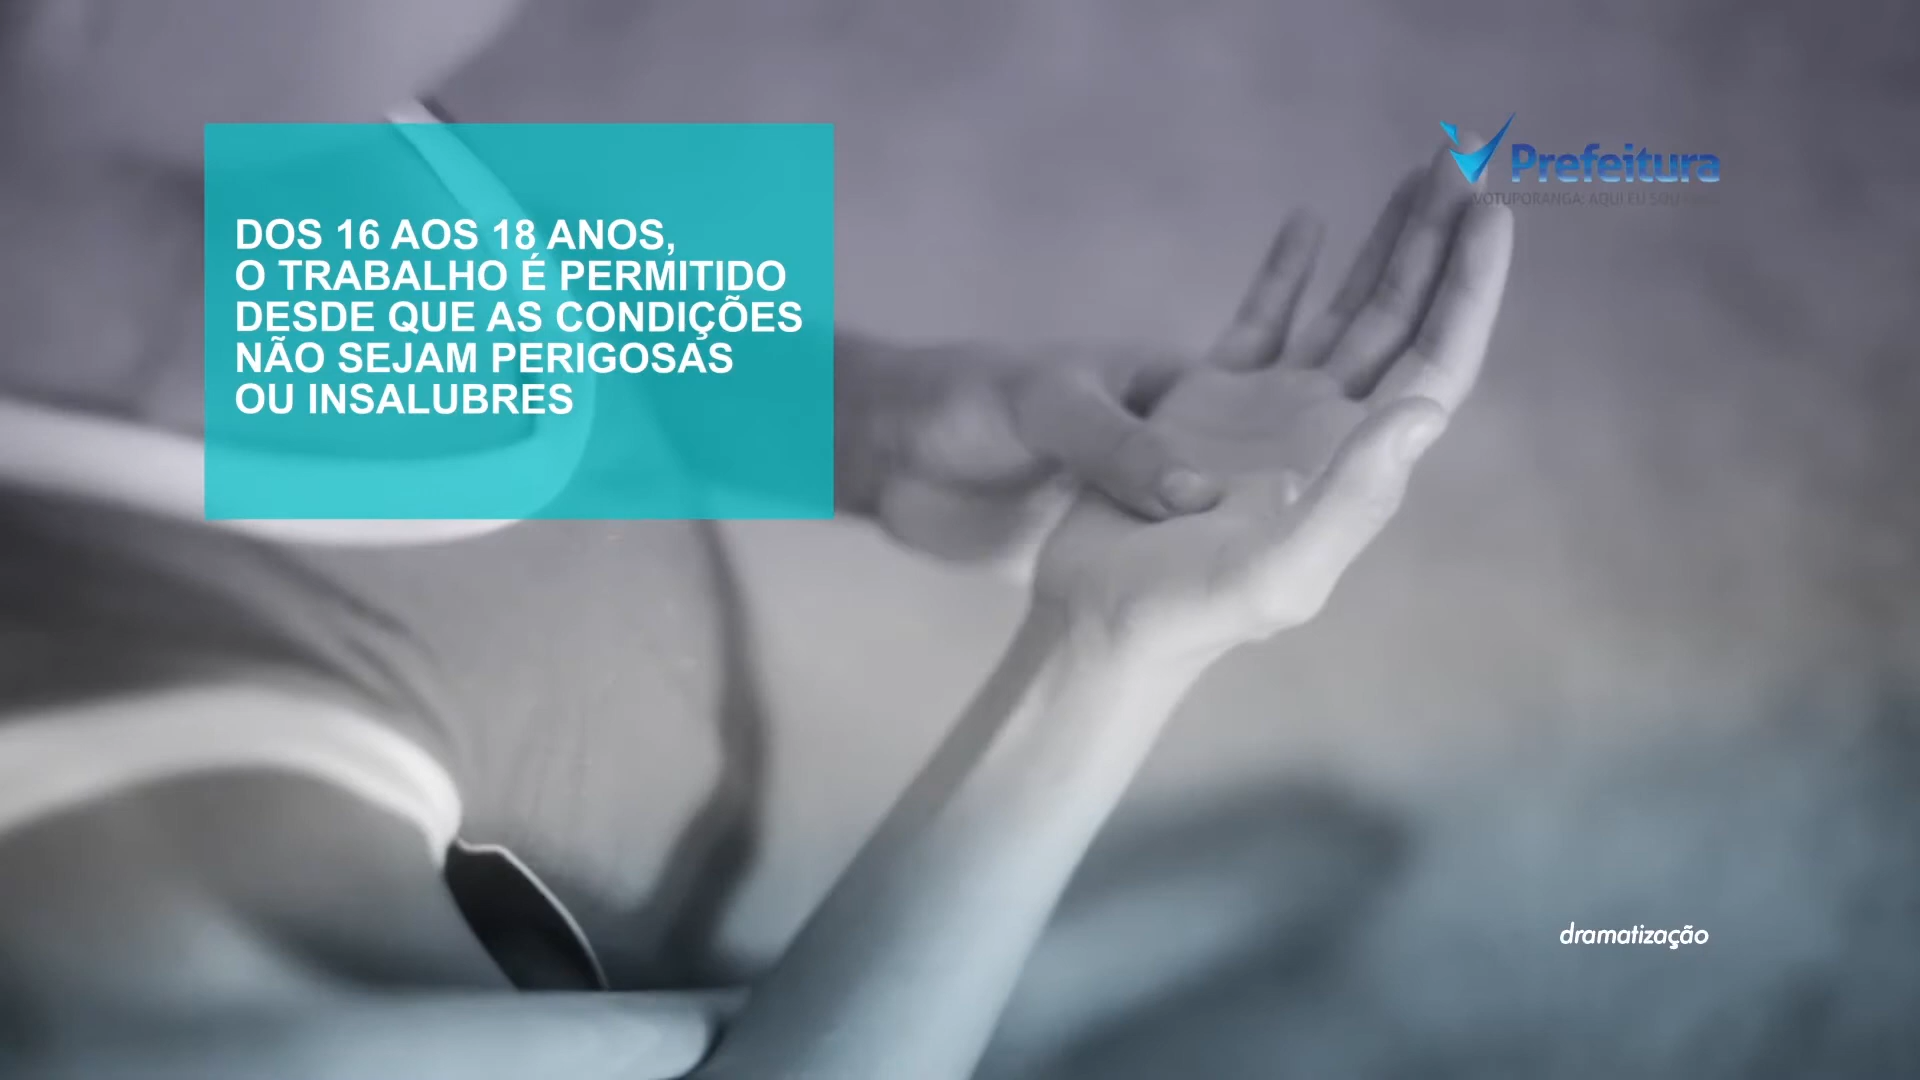 DOS 16 AOS 18 ANOS,
O TRABALHO É PERMITIDO
DESDE QUE AS CONDIÇÕES
NÃO SEJAM PERIGOSAS
OU INSALUBRES
Prefeitura
VOTUPORANGA: AQUI EU SOU
dramatização